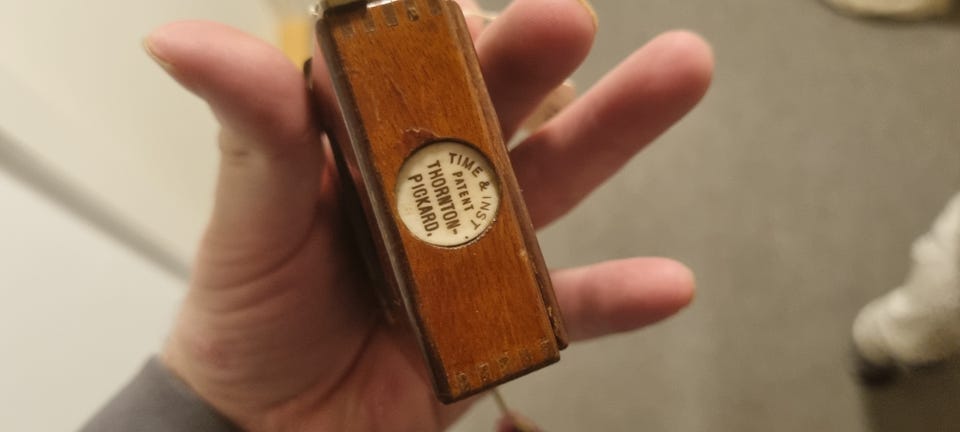 TIME & INST.
PATENT
THORNTON-
PICKARD.